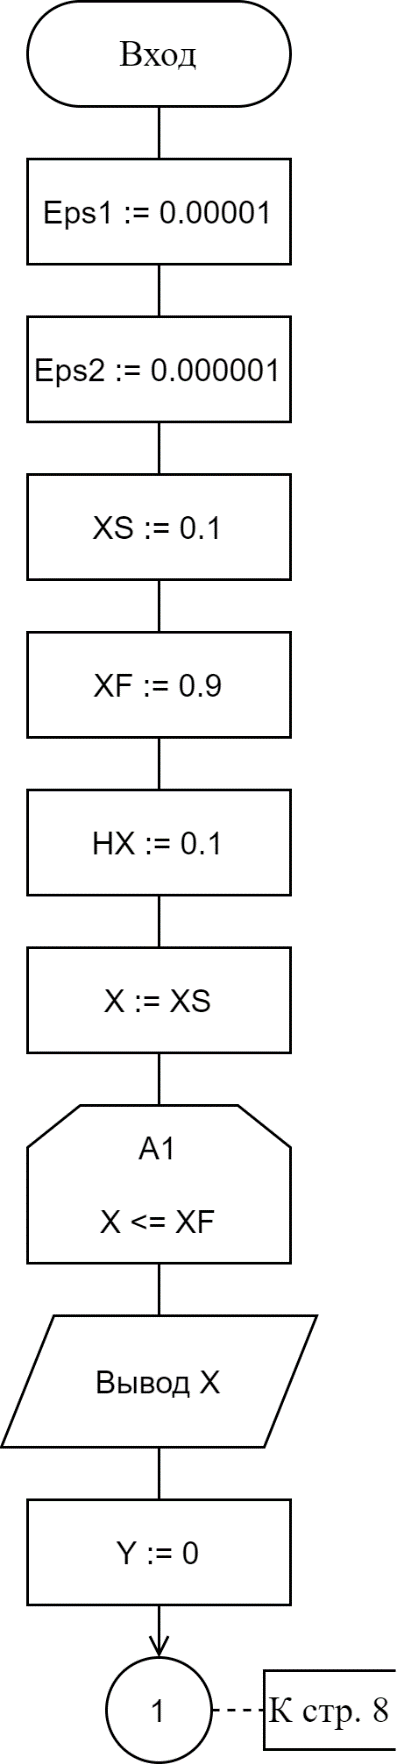 Вход
Eps1 := 0.00001
Eps2 := 0.000001
XS := 0.1
XF := 0.9
HX := 0.1
X := XS
A1
X <= XF
Вывод X
Y := 0
1
К стр. 8